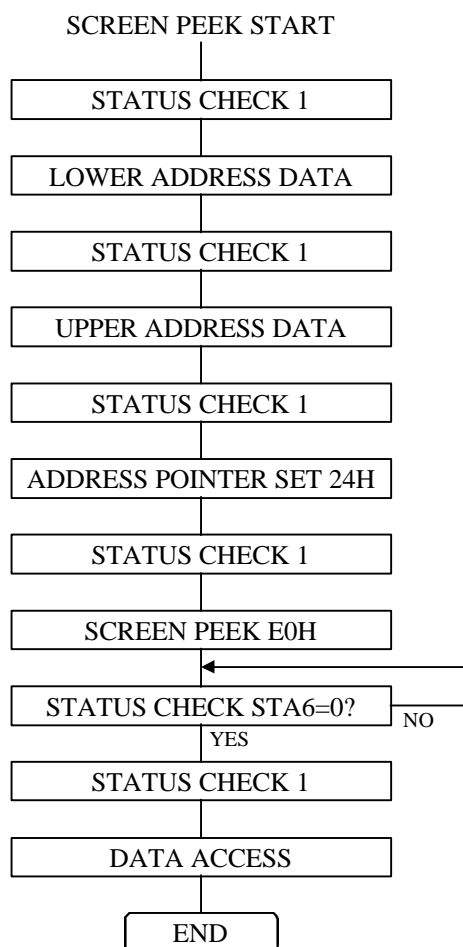 SCREEN PEEK START
STATUS CHECK 1
LOWER ADDRESS DATA
STATUS CHECK 1
UPPER ADDRESS DATA
STATUS CHECK 1
ADDRESS POINTER SET 24H
STATUS CHECK 1
SCREEN PEEK E0H
STATUS CHECK STA6=0?
NO
YES
STATUS CHECK 1
DATA ACCESS
END